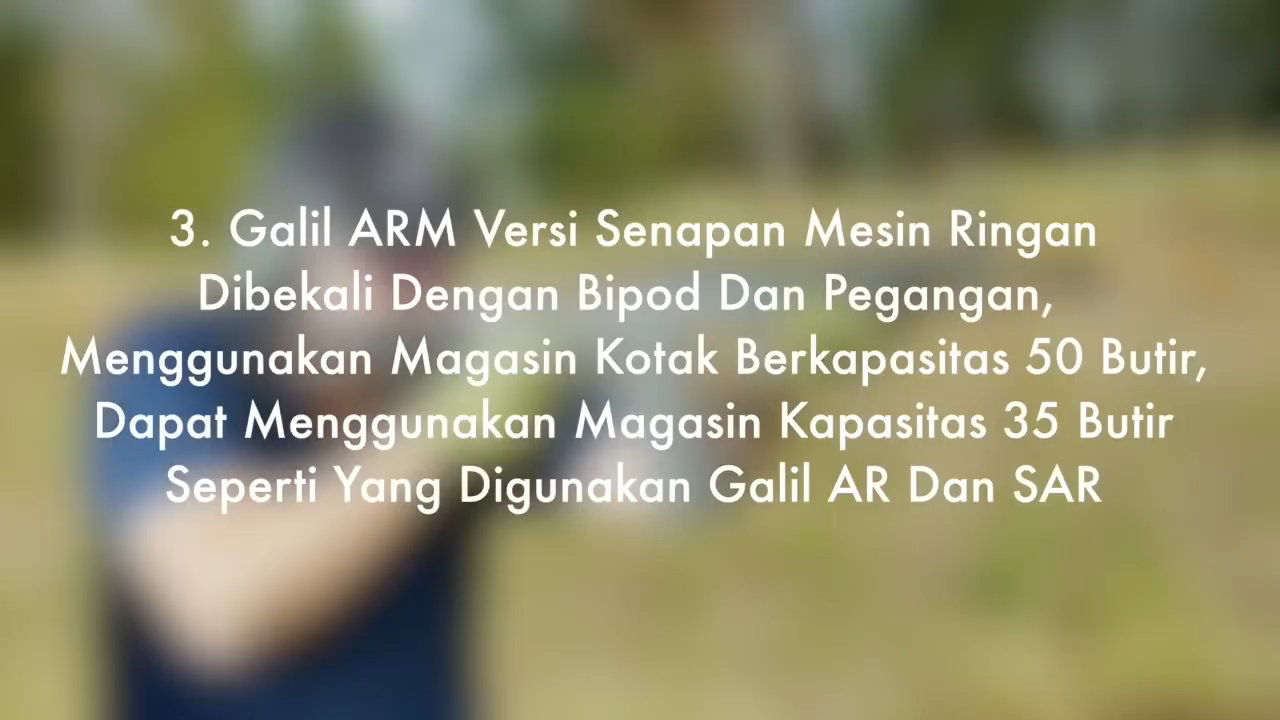 3. Galil ARM Versi Senapan Mesin Ringan
Dibekali Dengan Bipod Dan Pegangan,
Menggunakan Magasin Kotak Berkapasitas 50 Butir,
Dapat Menggunakan Magasin Kapasitas 35 Butir
Seperti Yang Digunakan Galil AR Dan SAR